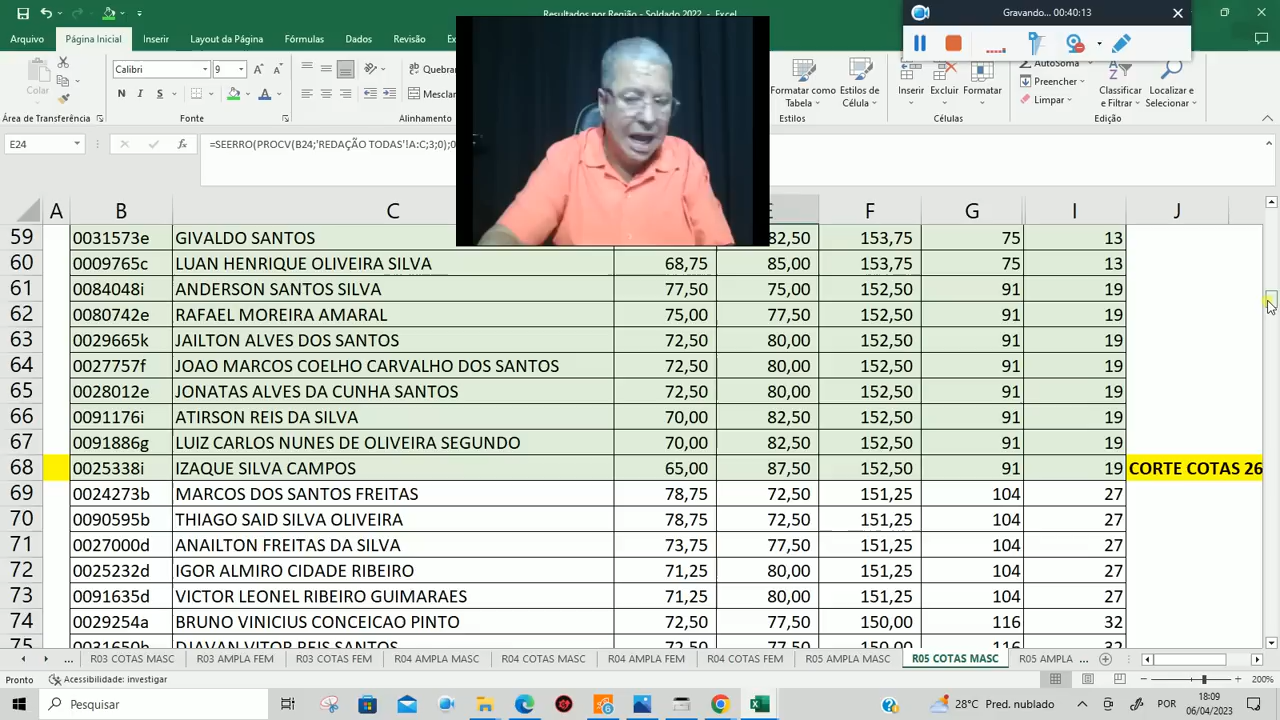 Resultados por Região - Soldado 2022 - Excel
Gravando... 00:40:13
Arquivo Página Inicial Inserir Layout da Página Fórmulas Dados Revisão
AutoSoma
Calibri 9 Quebrar
Colar Preencher
N I S Mesclar Formatar como Tabela Estilos de Célula Inserir Excluir Formatar Limpar Classificar e Filtrar Localizar e Selecionar
Área de Transferência Fonte Alinhamento Estilos Células Edição
E24 fx =SEERRO(PROCV(B24;'REDAÇÃO TODAS'!A:C;3;0);0
A B C E F G I J
59 0031573e GIVALDO SANTOS 82,50 153,75 75 13
60 0009765c LUAN HENRIQUE OLIVEIRA SILVA 68,75 85,00 153,75 75 13
61 0084048i ANDERSON SANTOS SILVA 77,50 75,00 152,50 91 19
62 0080742e RAFAEL MOREIRA AMARAL 75,00 77,50 152,50 91 19
63 0029665k JAILTON ALVES DOS SANTOS 72,50 80,00 152,50 91 19
64 0027757f JOAO MARCOS COELHO CARVALHO DOS SANTOS 72,50 80,00 152,50 91 19
65 0028012e JONATAS ALVES DA CUNHA SANTOS 72,50 80,00 152,50 91 19
66 0091176i ATIRSON REIS DA SILVA 70,00 82,50 152,50 91 19
67 0091886g LUIZ CARLOS NUNES DE OLIVEIRA SEGUNDO 70,00 82,50 152,50 91 19
68 0025338i IZAQUE SILVA CAMPOS 65,00 87,50 152,50 91 19 CORTE COTAS 26
69 0024273b MARCOS DOS SANTOS FREITAS 78,75 72,50 151,25 104 27
70 0090595b THIAGO SAID SILVA OLIVEIRA 78,75 72,50 151,25 104 27
71 0027000d ANAILTON FREITAS DA SILVA 73,75 77,50 151,25 104 27
72 0025232d IGOR ALMIRO CIDADE RIBEIRO 71,25 80,00 151,25 104 27
73 0091635d VICTOR LEONEL RIBEIRO GUIMARAES 71,25 80,00 151,25 104 27
74 0029254a BRUNO VINICIUS CONCEICAO PINTO 72,50 77,50 150,00 116 32
75 0031650h DJAVAN VITOR REIS SANTOS 72,50 77,50 150,00 116 32
... R03 COTAS MASC R03 AMPLA FEM R03 COTAS FEM R04 AMPLA MASC R04 COTAS MASC R04 AMPLA FEM R04 COTAS FEM R05 AMPLA MASC R05 COTAS MASC R05 AMPLA ...
Pronto Acessibilidade: investigar 200%
Pesquisar 6 28°C Pred. nublado POR 18:09
06/04/2023